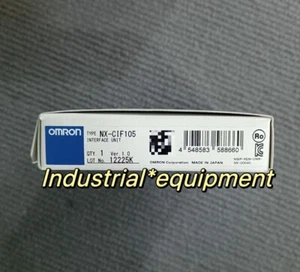 OMRON
TYPE NX-CIF105
INTERFACE UNIT
QTY. 1 Ver. 1.0
LOT No. 12225K
4 548583 588660
OMRON Corporation MADE IN JAPAN
Ro
Industrial*equipment